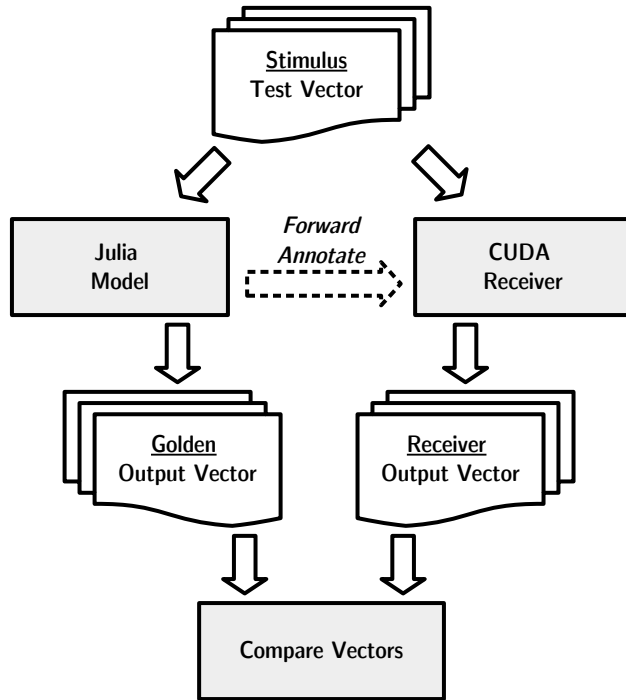 Stimulus
Test Vector
Forward
Annotate
Julia
Model
CUDA
Receiver
Golden
Output Vector
Receiver
Output Vector
Compare Vectors